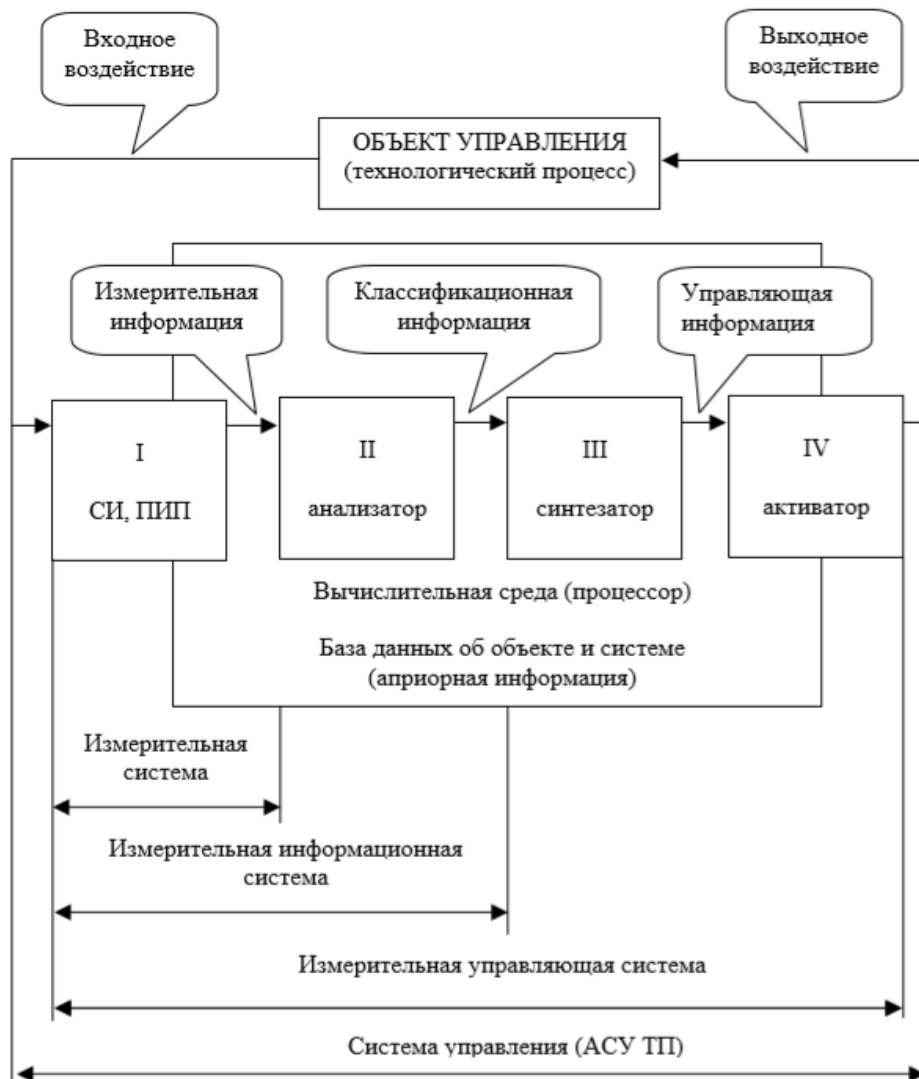 Входное
воздействие
Выходное
воздействие
ОБЪЕКТ УПРАВЛЕНИЯ
(технологический процесс)
Измерительная
информация
Классификационная
информация
Управляющая
информация
I
СИ, ПИП
II
анализатор
III
синтезатор
IV
активатор
Вычислительная среда (процессор)
База данных об объекте и системе
(априорная информация)
Измерительная
система
Измерительная информационная
система
Измерительная управляющая система
Система управления (АСУ ТП)